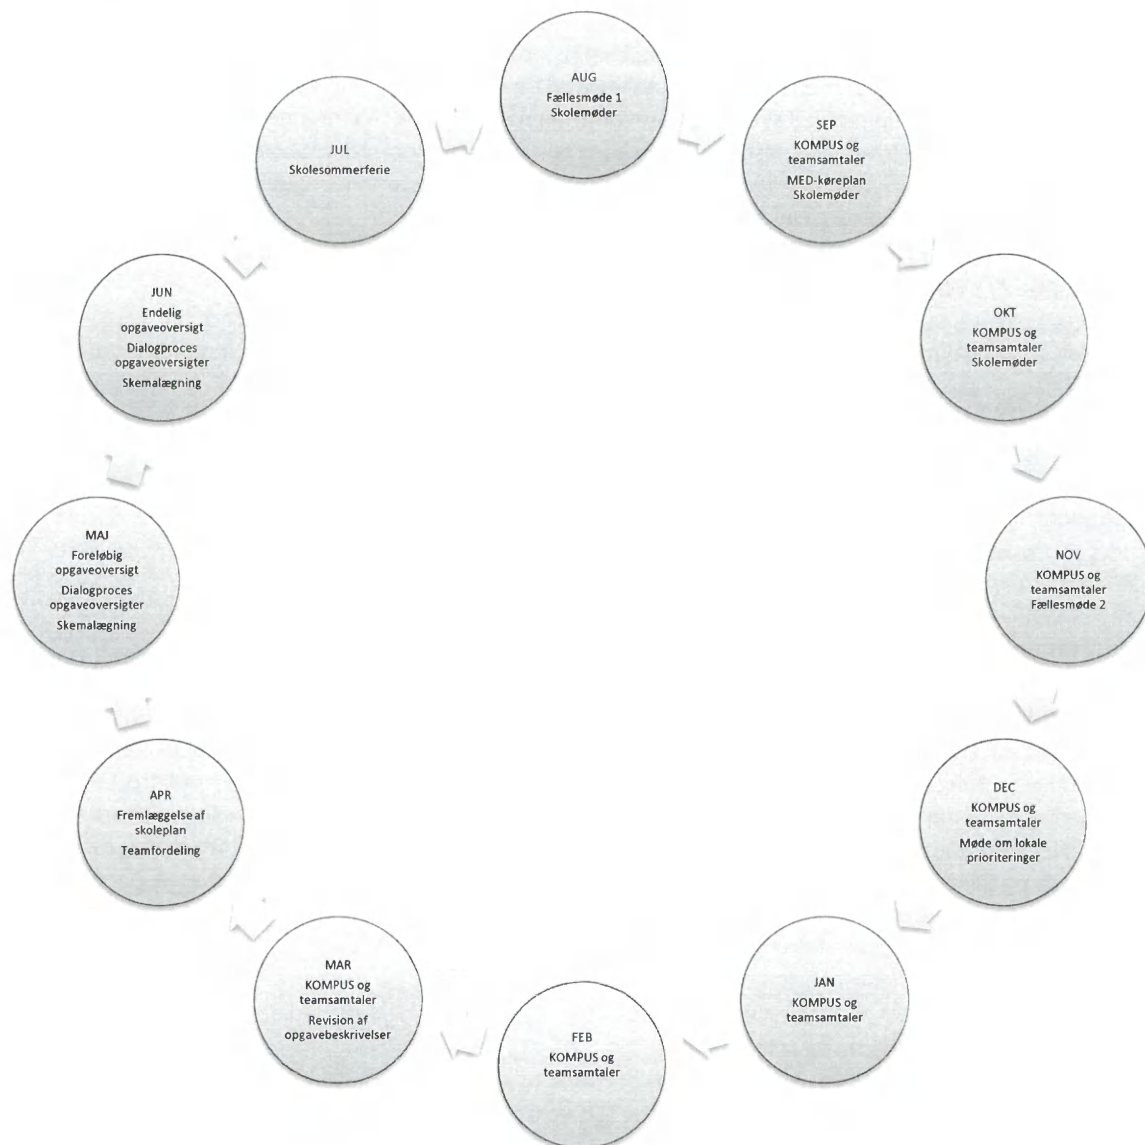 AUG
Fællesmøde 1
Skolemøder
SEP
KOMPUS og
teamsamtaler
MED-køreplan
Skolemøder
OKT
KOMPUS og
teamsamtaler
Skolemøder
NOV
KOMPUS og
teamsamtaler
Fællesmøde 2
DEC
KOMPUS og
teamsamtaler
Møde om lokale
prioriteringer
JAN
KOMPUS og
teamsamtaler
FEB
KOMPUS og
teamsamtaler
MAR
KOMPUS og
teamsamtaler
Revision af
opgavebeskrivelser
APR
Fremlæggelse af
skoleplan
Teamfordeling
MAJ
Foreløbig
opgaveoversigt
Dialogproces
opgaveoversigter
Skemalægning
JUN
Endelig
opgaveoversigt
Dialogproces
opgaveoversigter
Skemalægning
JUL
Skolesommerferie